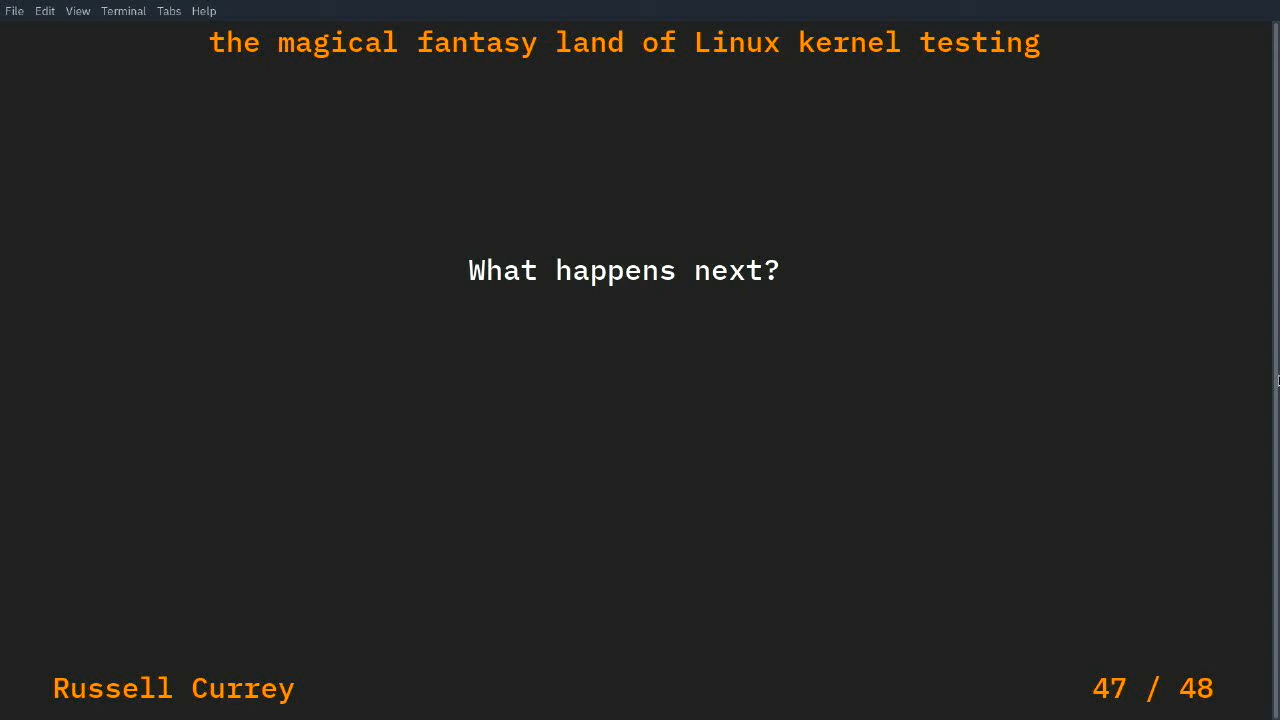 File Edit View Terminal Tabs Help
the magical fantasy land of Linux kernel testing
What happens next?
Russell Currey 47 / 48